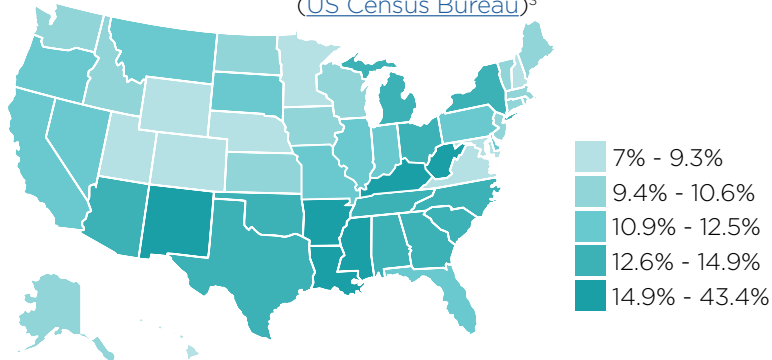 (US Census Bureau)³
7% - 9.3%
9.4% - 10.6%
10.9% - 12.5%
12.6% - 14.9%
14.9% - 43.4%